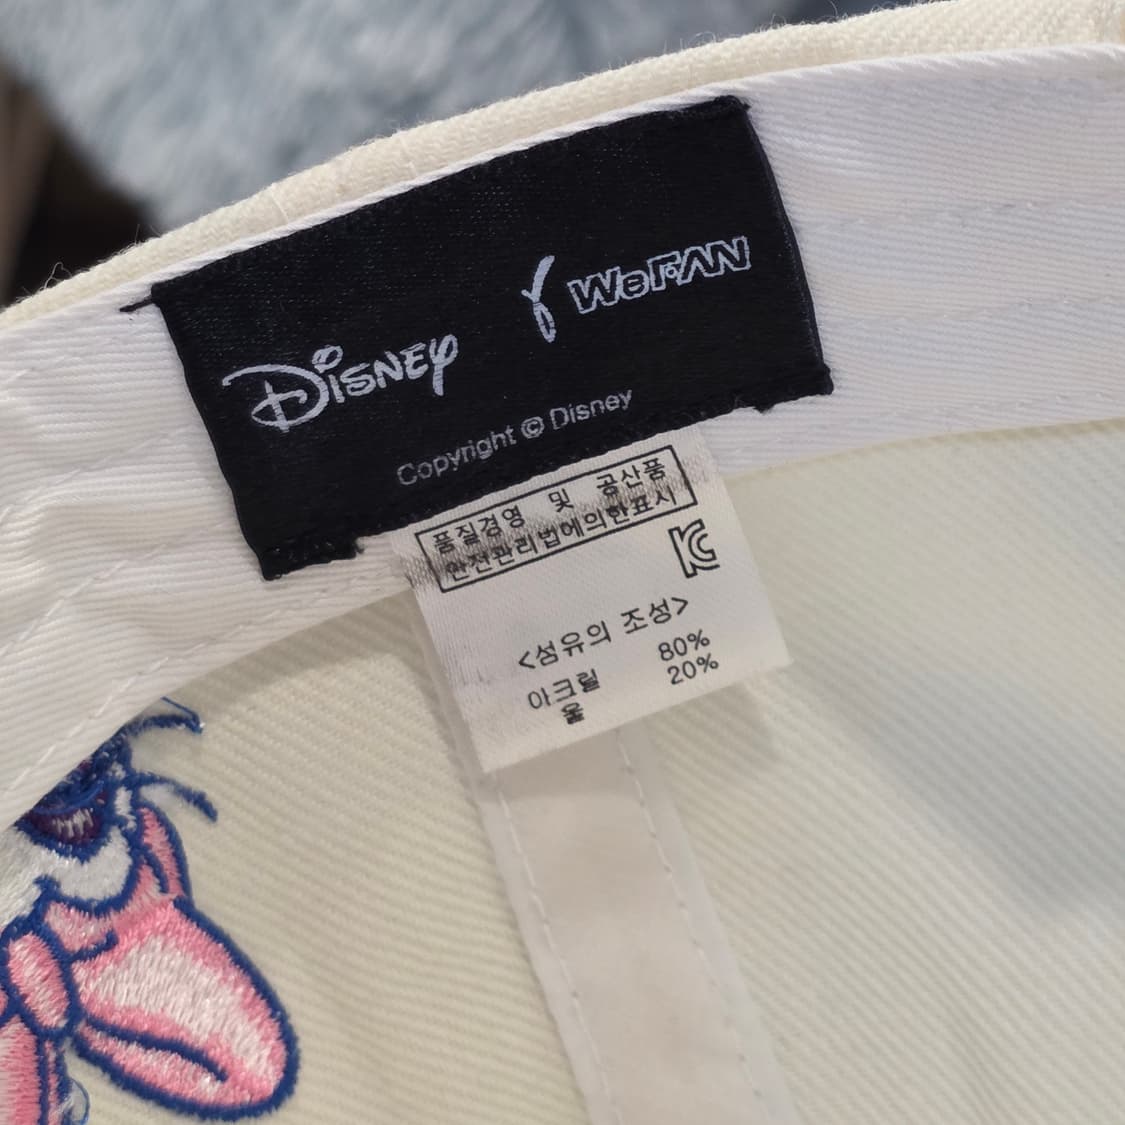 Disney
WeFAN
Copyright © Disney
품질경영 및 공산품
안전관리법에의한표시
<섬유의 조성>
아크릴 80%
울 20%